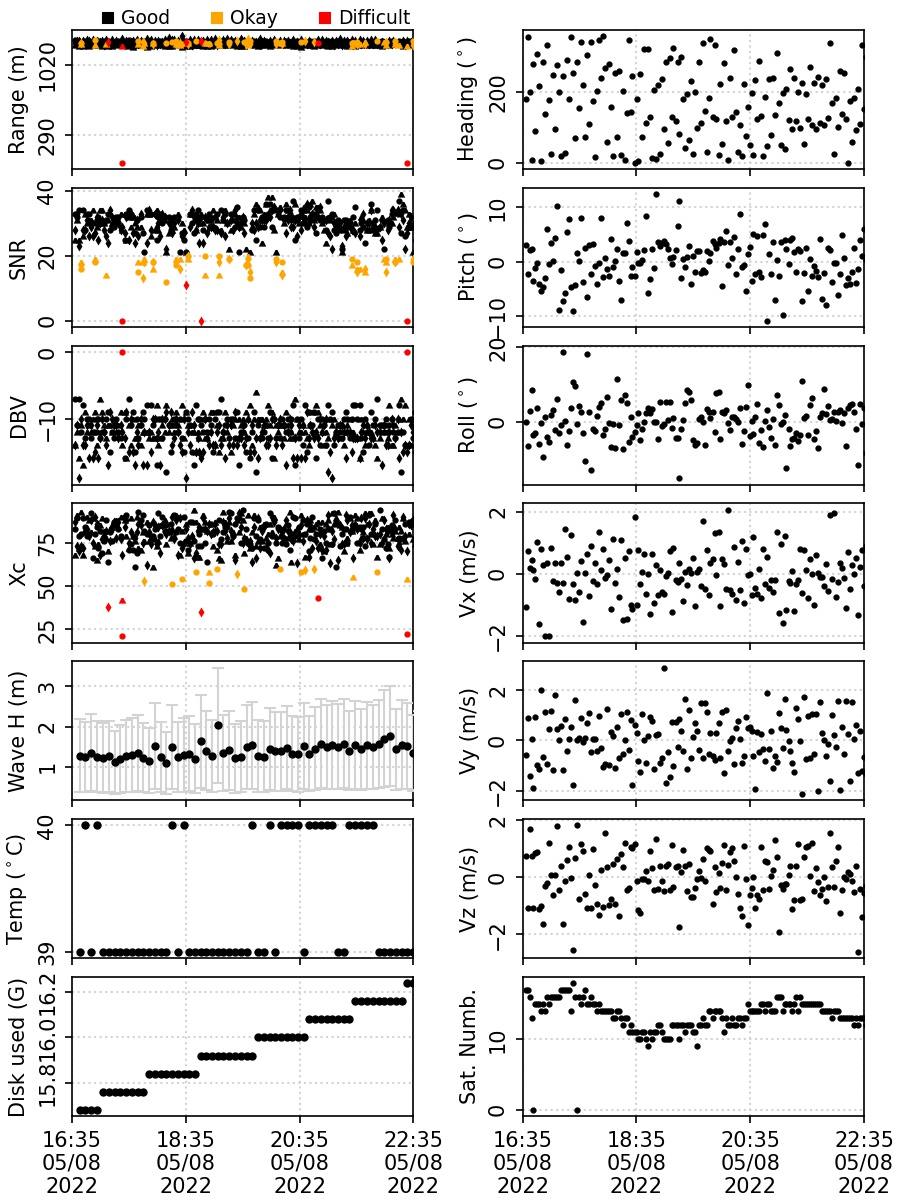 Good Okay Difficult
Range (m)
1020
290
Heading (°)
200
0
SNR
40
20
0
Pitch (°)
10
0
−10
DBV
0
−10
Roll (°)
20
0
Xc
75
50
25
Vx (m/s)
2
0
−2
Wave H (m)
3
2
1
Vy (m/s)
2
0
−2
Temp (°C)
40
39
Vz (m/s)
2
0
−2
Disk used (G)
16.2
16.0
15.8
Sat. Numb.
10
0
16:35 18:35 20:35 22:35 16:35 18:35 20:35 22:35
05/08 05/08 05/08 05/08 05/08 05/08 05/08 05/08
2022 2022 2022 2022 2022 2022 2022 2022